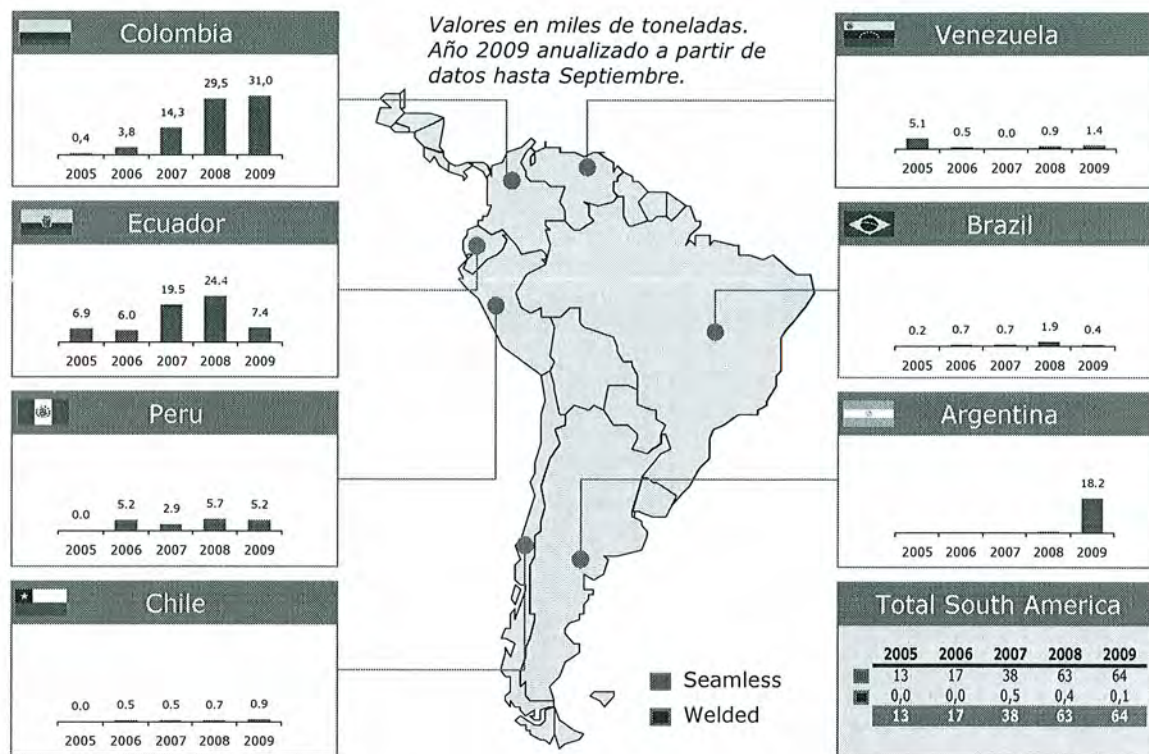 Colombia
0,4 3,8 14,3 29,5 31,0
2005 2006 2007 2008 2009
Ecuador
6.9 6.0 19.5 24.4 7.4
2005 2006 2007 2008 2009
Peru
0.0 5.2 2.9 5.7 5.2
2005 2006 2007 2008 2009
Chile
0.0 0.5 0.5 0.7 0.9
2005 2006 2007 2008 2009
Valores en miles de toneladas.
Año 2009 anualizado a partir de
datos hasta Septiembre.
Seamless
Welded
Venezuela
5.1 0.5 0.0 0.9 1.4
2005 2006 2007 2008 2009
Brazil
0.2 0.7 0.7 1.9 0.4
2005 2006 2007 2008 2009
Argentina
18.2
2005 2006 2007 2008 2009
Total South America
2005 2006 2007 2008 2009
13 17 38 63 64
0,0 0,0 0,5 0,4 0,1
13 17 38 63 64